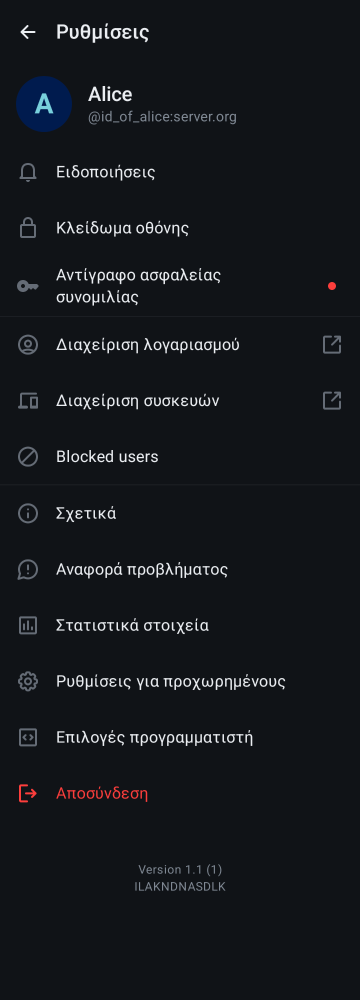 Ρυθμίσεις
A
Alice
@id_of_alice:server.org
Ειδοποιήσεις
Κλείδωμα οθόνης
Αντίγραφο ασφαλείας
συνομιλίας
Διαχείριση λογαριασμού
Διαχείριση συσκευών
Blocked users
Σχετικά
Αναφορά προβλήματος
Στατιστικά στοιχεία
Ρυθμίσεις για προχωρημένους
Επιλογές προγραμματιστή
Αποσύνδεση
Version 1.1 (1)
ILAKNDNASDLK